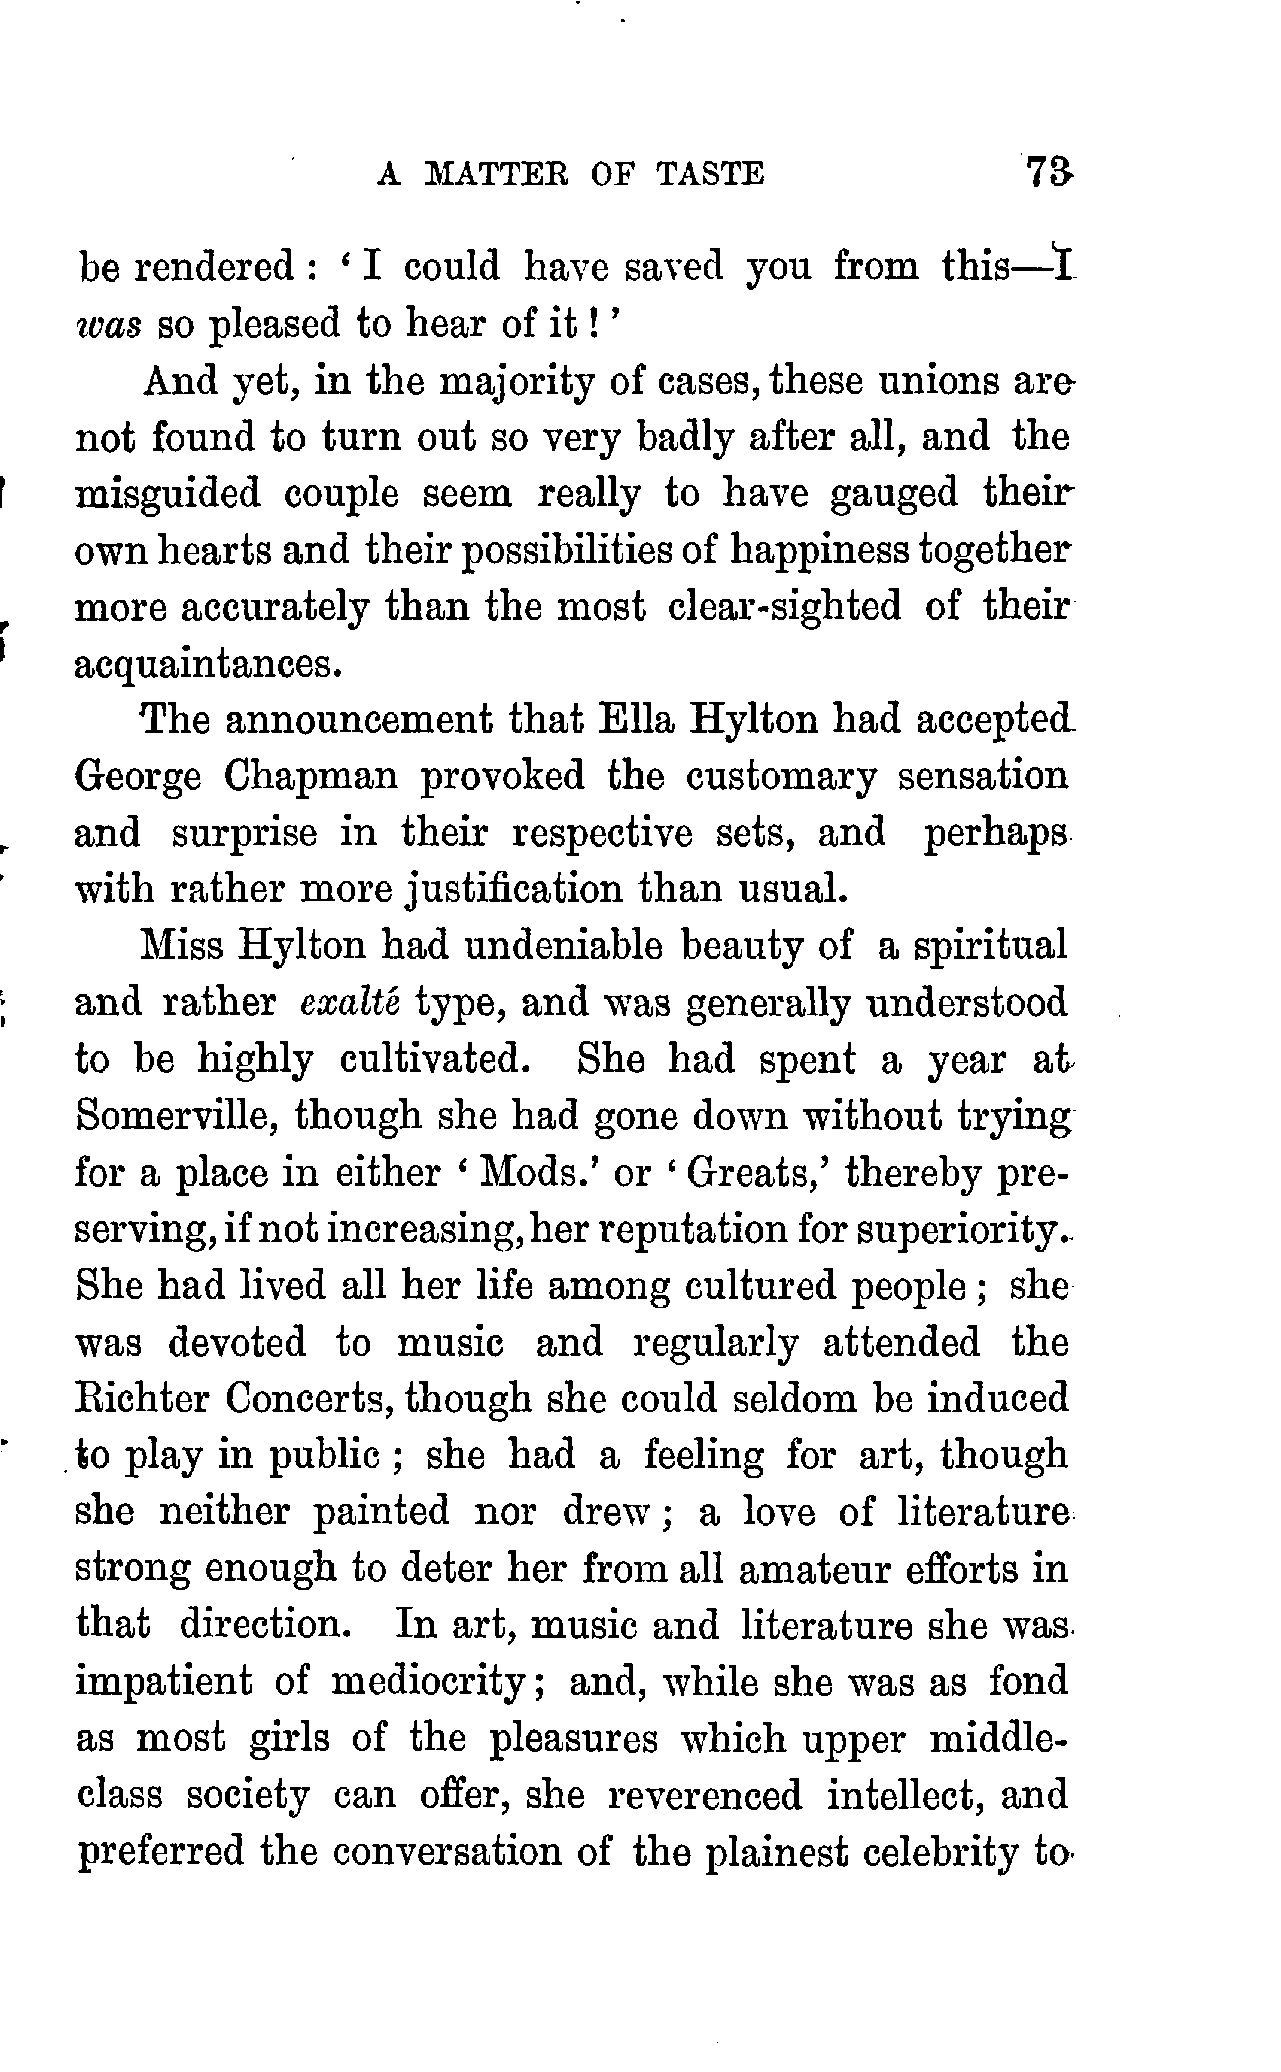 A MATTER OF TASTE 73
be rendered : ‘ I could have saved you from this—I
was so pleased to hear of it ! ’
And yet, in the majority of cases, these unions are
not found to turn out so very badly after all, and the
misguided couple seem really to have gauged their
own hearts and their possibilities of happiness together
more accurately than the most clear-sighted of their
acquaintances.
The announcement that Ella Hylton had accepted
George Chapman provoked the customary sensation
and surprise in their respective sets, and perhaps
with rather more justification than usual.
Miss Hylton had undeniable beauty of a spiritual
and rather exalté type, and was generally understood
to be highly cultivated. She had spent a year at
Somerville, though she had gone down without trying
for a place in either ‘ Mods.’ or ‘ Greats,’ thereby pre-
serving, if not increasing, her reputation for superiority.
She had lived all her life among cultured people ; she
was devoted to music and regularly attended the
Richter Concerts, though she could seldom be induced
to play in public ; she had a feeling for art, though
she neither painted nor drew ; a love of literature
strong enough to deter her from all amateur efforts in
that direction. In art, music and literature she was
impatient of mediocrity ; and, while she was as fond
as most girls of the pleasures which upper middle-
class society can offer, she reverenced intellect, and
preferred the conversation of the plainest celebrity to